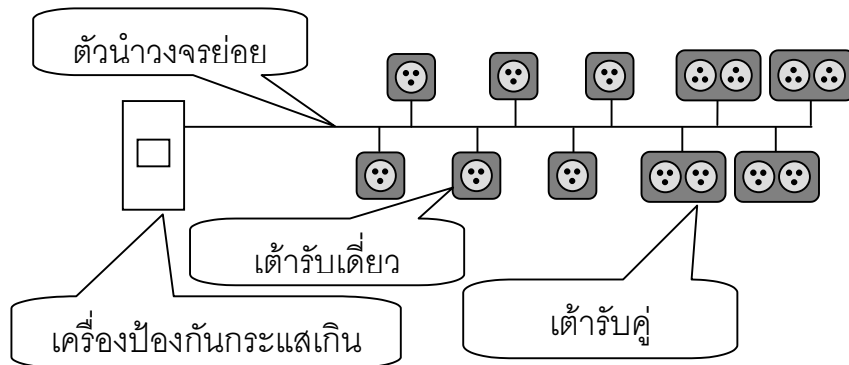 ตัวนำวงจรย่อย
เต้ารับเดี่ยว
เต้ารับคู่
เครื่องป้องกันกระแสเกิน